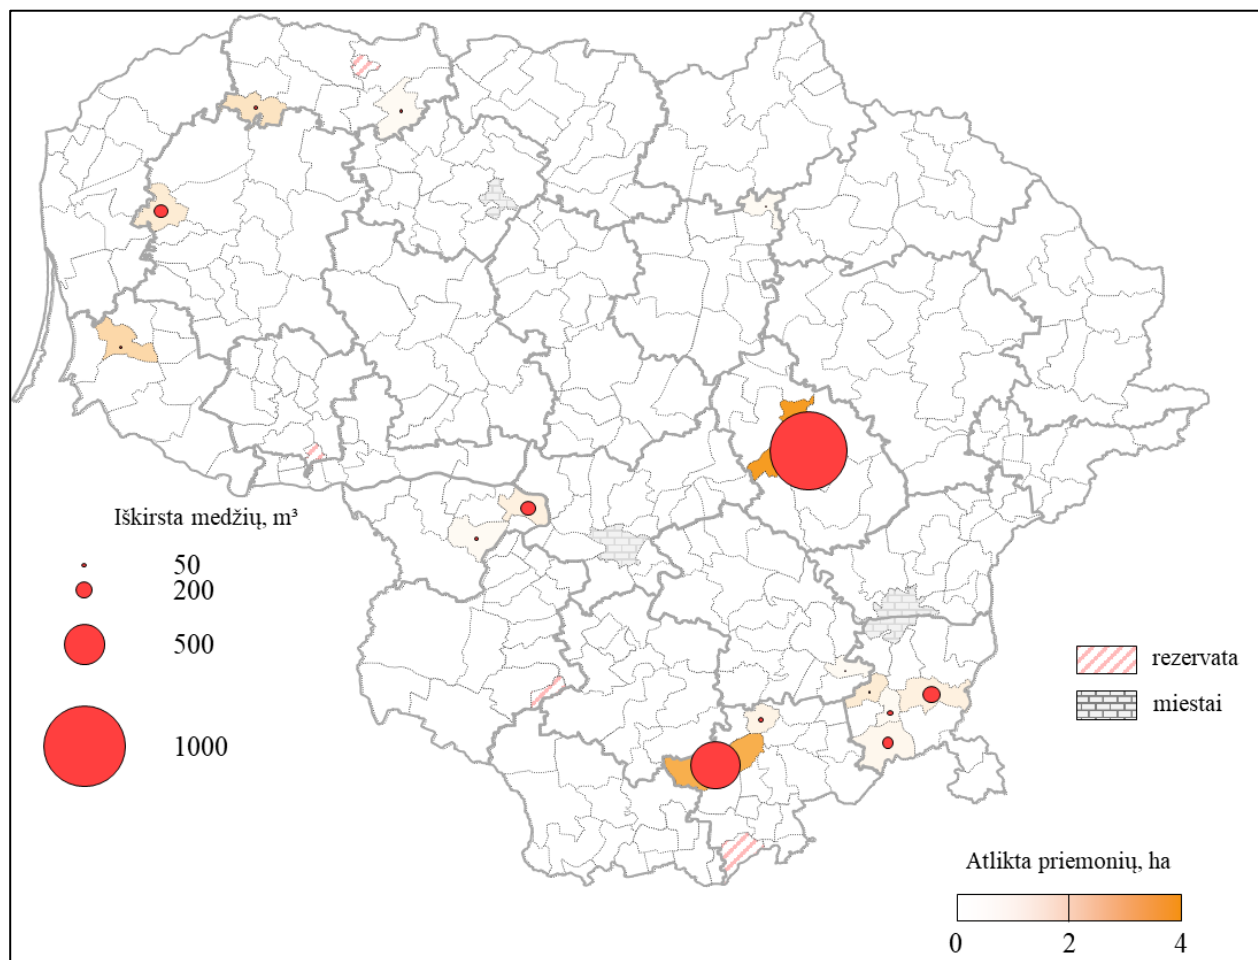 Iškirsta medžių, m³
50
200
500
1000
rezervata
miestai
Atlikta priemonių, ha
0 2 4